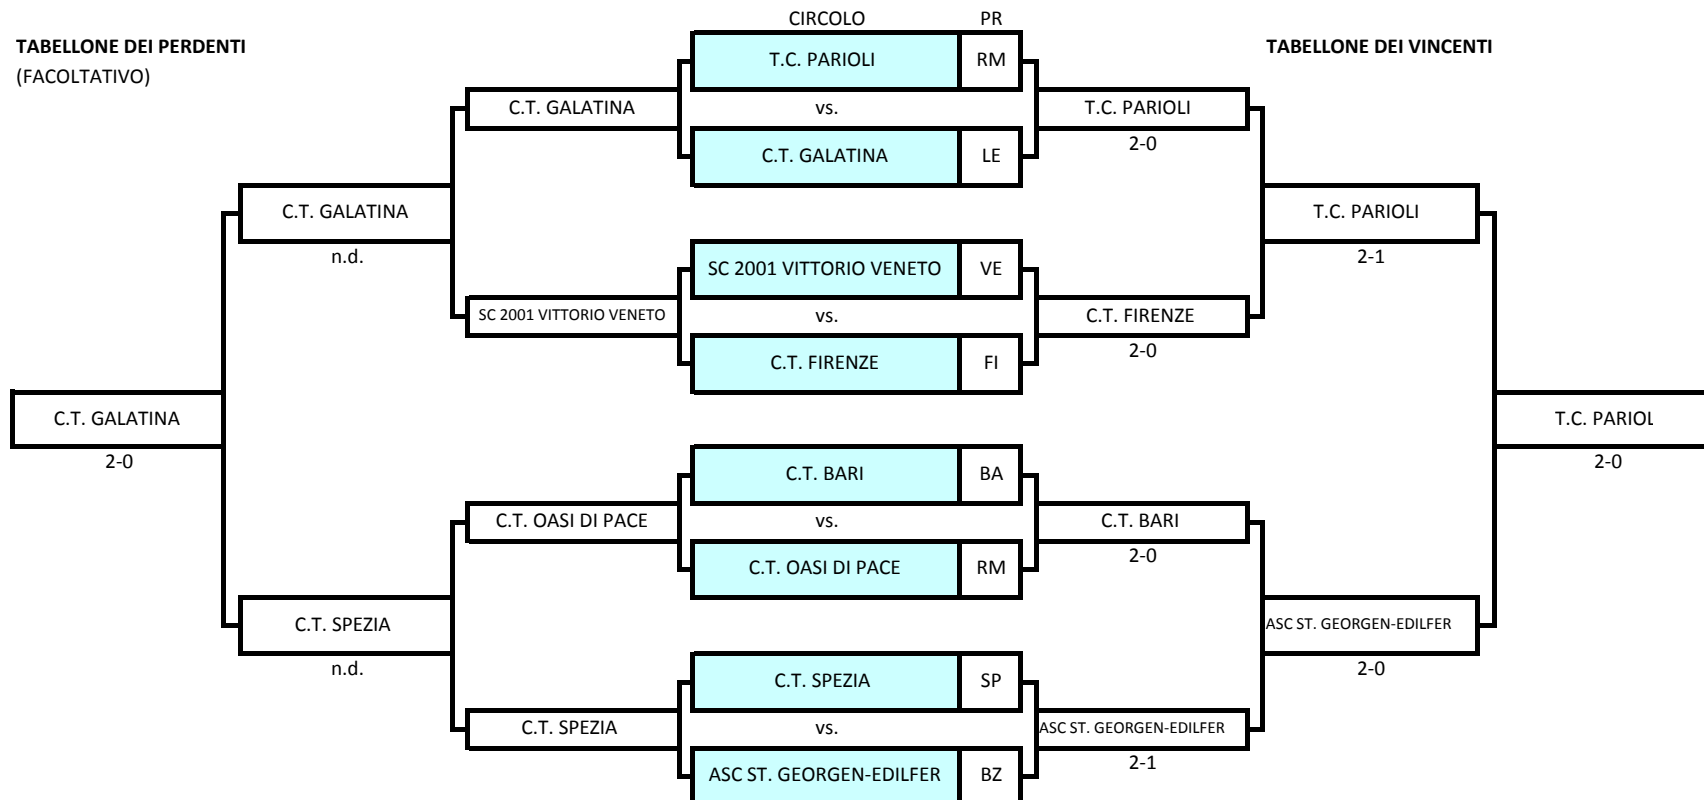 CIRCOLO PR
TABELLONE DEI PERDENTI
(FACOLTATIVO)
TABELLONE DEI VINCENTI
T.C. PARIOLI RM
C.T. GALATINA vs. T.C. PARIOLI
2-0
C.T. GALATINA LE
C.T. GALATINA
n.d.
T.C. PARIOLI
2-1
SC 2001 VITTORIO VENETO VE
SC 2001 VITTORIO VENETO vs. C.T. FIRENZE
2-0
C.T. FIRENZE FI
C.T. GALATINA
2-0
T.C. PARIOL
2-0
C.T. BARI BA
C.T. OASI DI PACE vs. C.T. BARI
2-0
C.T. OASI DI PACE RM
C.T. SPEZIA
n.d.
ASC ST. GEORGEN-EDILFER
2-0
C.T. SPEZIA SP
C.T. SPEZIA vs. ASC ST. GEORGEN-EDILFER
2-1
ASC ST. GEORGEN-EDILFER BZ